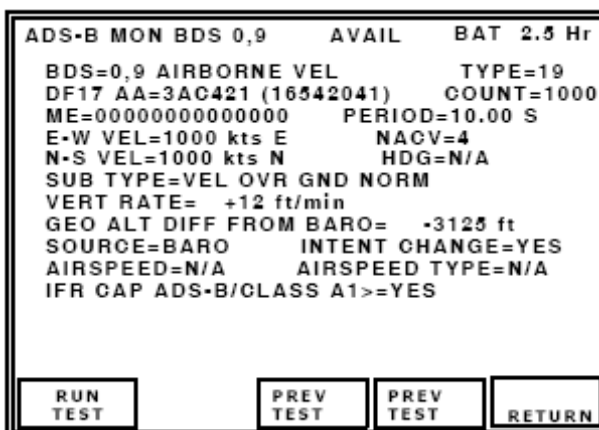 ADS-B MON BDS 0,9 AVAIL BAT 2.5 Hr
BDS=0,9 AIRBORNE VEL TYPE=19
DF17 AA=3AC421 (16542041) COUNT=1000
ME=00000000000000 PERIOD=10.00 S
E-W VEL=1000 kts E NACV=4
N-S VEL=1000 kts N HDG=N/A
SUB TYPE=VEL OVR GND NORM
VERT RATE= +12 ft/min
GEO ALT DIFF FROM BARO= -3125 ft
SOURCE=BARO INTENT CHANGE=YES
AIRSPEED=N/A AIRSPEED TYPE=N/A
IFR CAP ADS-B/CLASS A1>=YES
RUN TEST
PREV TEST
PREV TEST
RETURN